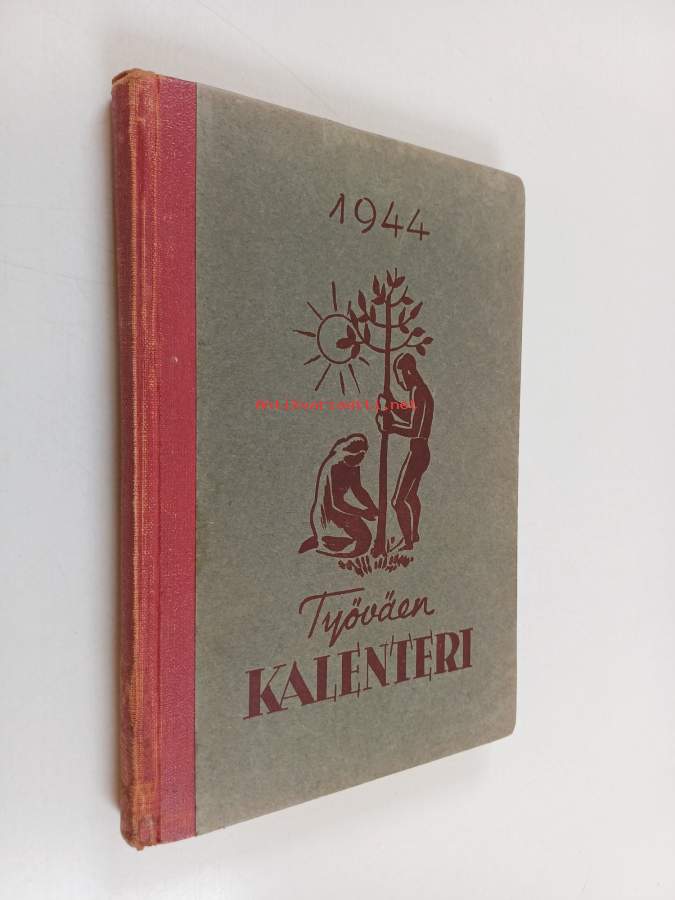 1944
antikvariaatti.net
Työväen
KALENTERI